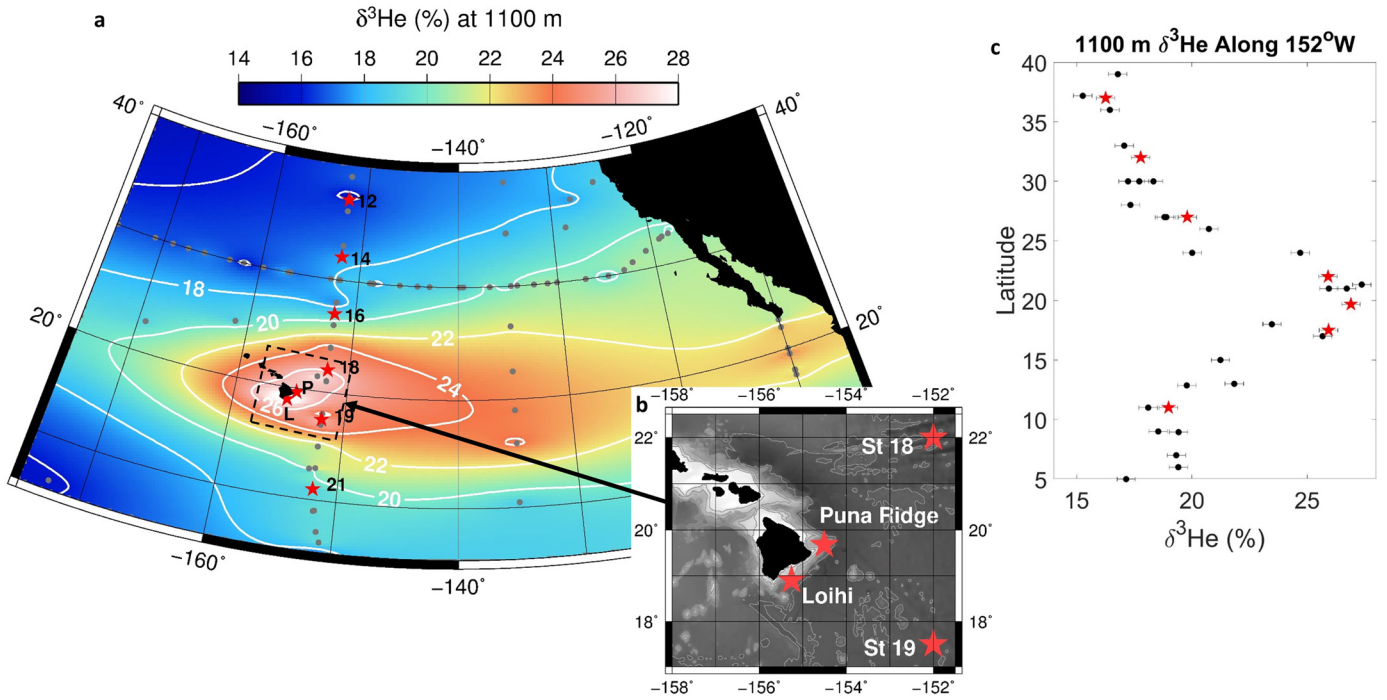 a
δ³He (%) at 1100 m
14 16 18 20 22 24 26 28
40˚ −160˚ −140˚ −120˚ 40˚
12
14
18
16
20
22
20˚ 20˚
18
24
P
26
L
19
22
21
20
−160˚
−140˚
b
−158˚ −156˚ −154˚ −152˚
22˚
St 18
Puna Ridge
20˚ 20˚
Loihi
18˚ 18˚
St 19
−158˚ −156˚ −154˚ −152˚
c
1100 m δ³He Along 152°W
40
35
30
25
Latitude
20
15
10
5
15 20 25
δ³He (%)